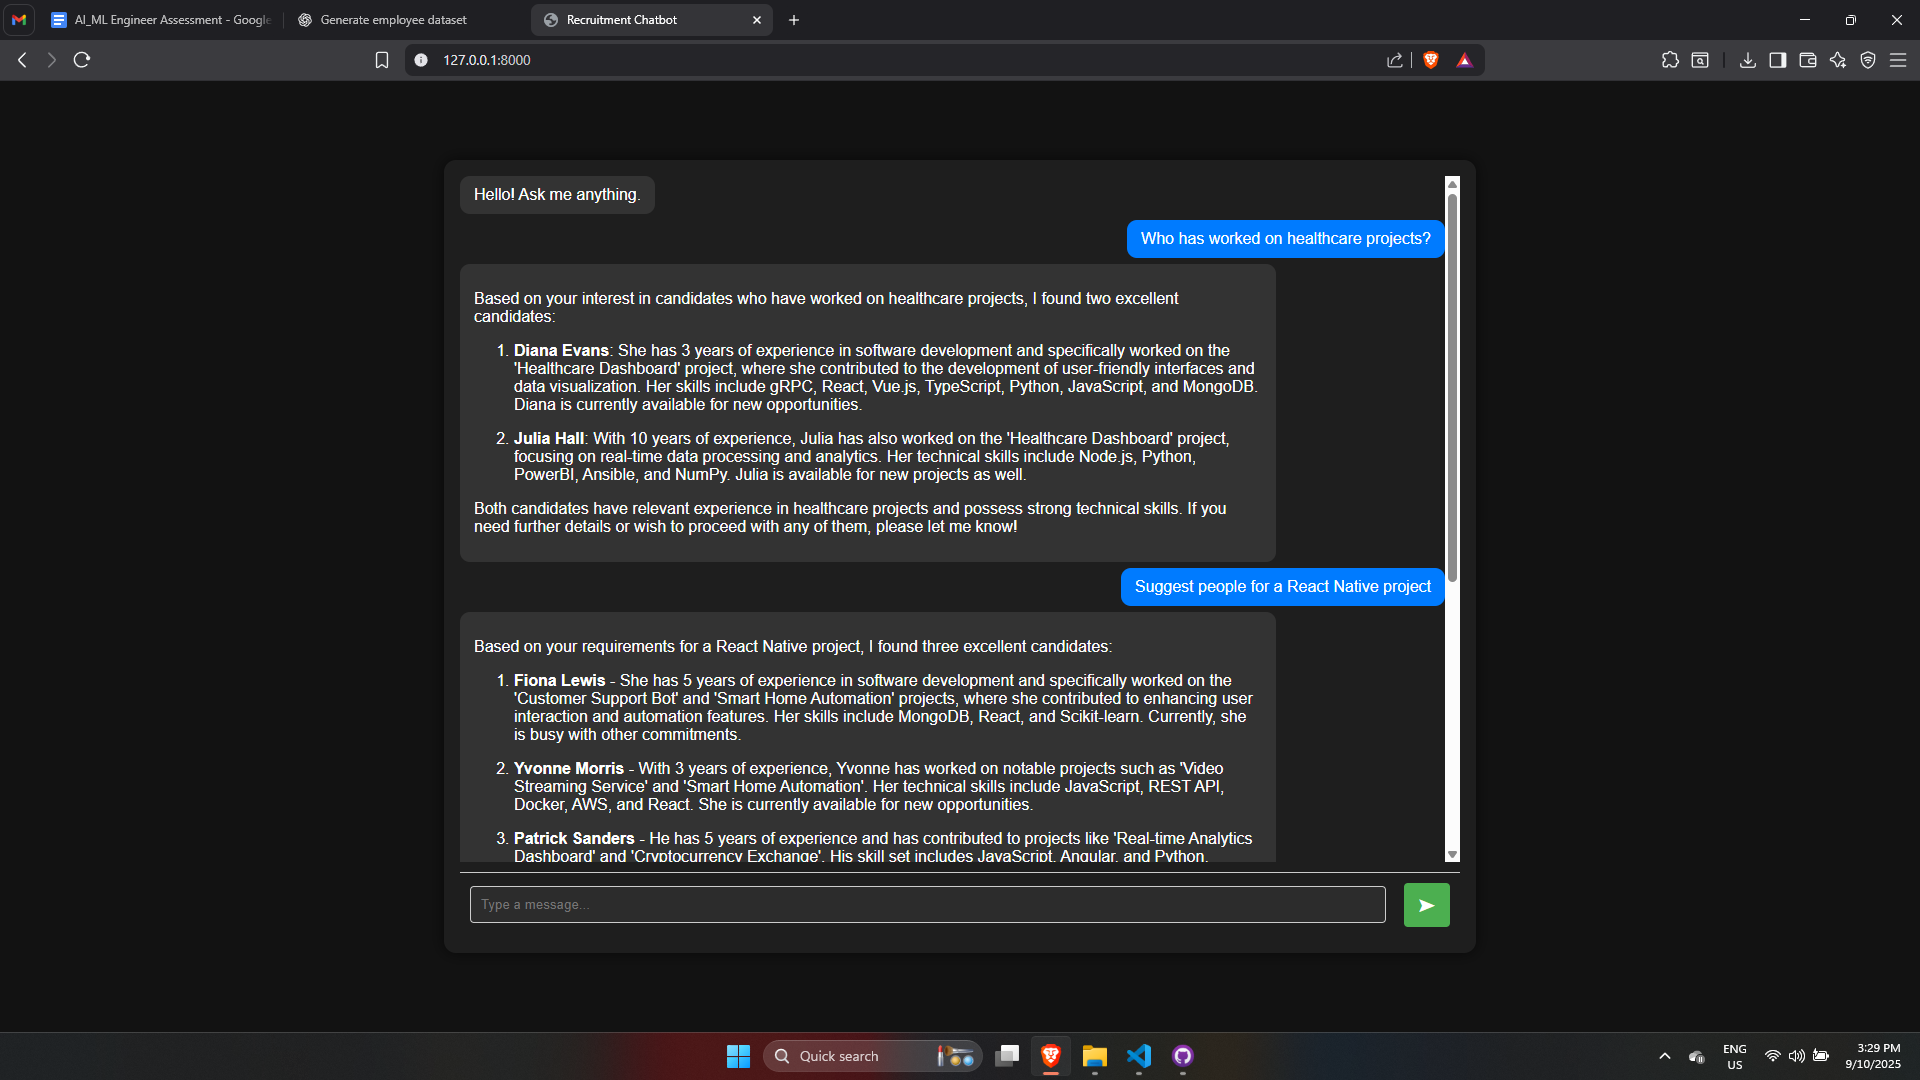 AI_ML Engineer Assessment - Google
Generate employee dataset
Recruitment Chatbot
127.0.0.1:8000
Hello! Ask me anything.
Who has worked on healthcare projects?
Based on your interest in candidates who have worked on healthcare projects, I found two excellent
candidates:
1. Diana Evans: She has 3 years of experience in software development and specifically worked on the
'Healthcare Dashboard' project, where she contributed to the development of user-friendly interfaces and
data visualization. Her skills include gRPC, React, Vue.js, TypeScript, Python, JavaScript, and MongoDB.
Diana is currently available for new opportunities.
2. Julia Hall: With 10 years of experience, Julia has also worked on the 'Healthcare Dashboard' project,
focusing on real-time data processing and analytics. Her technical skills include Node.js, Python,
PowerBI, Ansible, and NumPy. Julia is available for new projects as well.
Both candidates have relevant experience in healthcare projects and possess strong technical skills. If you
need further details or wish to proceed with any of them, please let me know!
Suggest people for a React Native project
Based on your requirements for a React Native project, I found three excellent candidates:
1. Fiona Lewis - She has 5 years of experience in software development and specifically worked on the
'Customer Support Bot' and 'Smart Home Automation' projects, where she contributed to enhancing user
interaction and automation features. Her skills include MongoDB, React, and Scikit-learn. Currently, she
is busy with other commitments.
2. Yvonne Morris - With 3 years of experience, Yvonne has worked on notable projects such as 'Video
Streaming Service' and 'Smart Home Automation'. Her technical skills include JavaScript, REST API,
Docker, AWS, and React. She is currently available for new opportunities.
3. Patrick Sanders - He has 5 years of experience and has contributed to projects like 'Real-time Analytics
Dashboard' and 'Cryptocurrency Exchange'. His skill set includes JavaScript, Angular, and Python.
Type a message...
Quick search
ENG
US
3:29 PM
9/10/2025